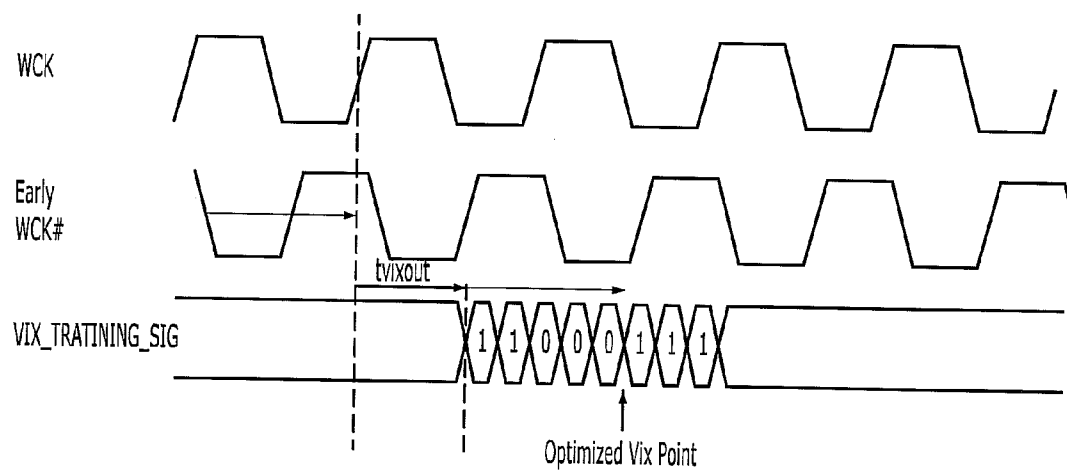 WCK
Early
WCK#
tvixout
VIX_TRATINING_SIG
1 1 0 0 0 1 1 1
Optimized Vix Point